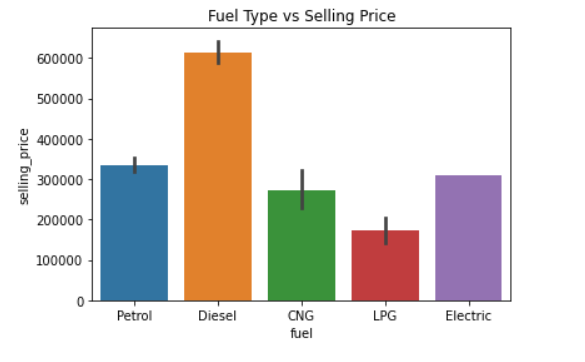 Fuel Type vs Selling Price
selling_price
600000
500000
400000
300000
200000
100000
0
Petrol Diesel CNG LPG Electric
fuel